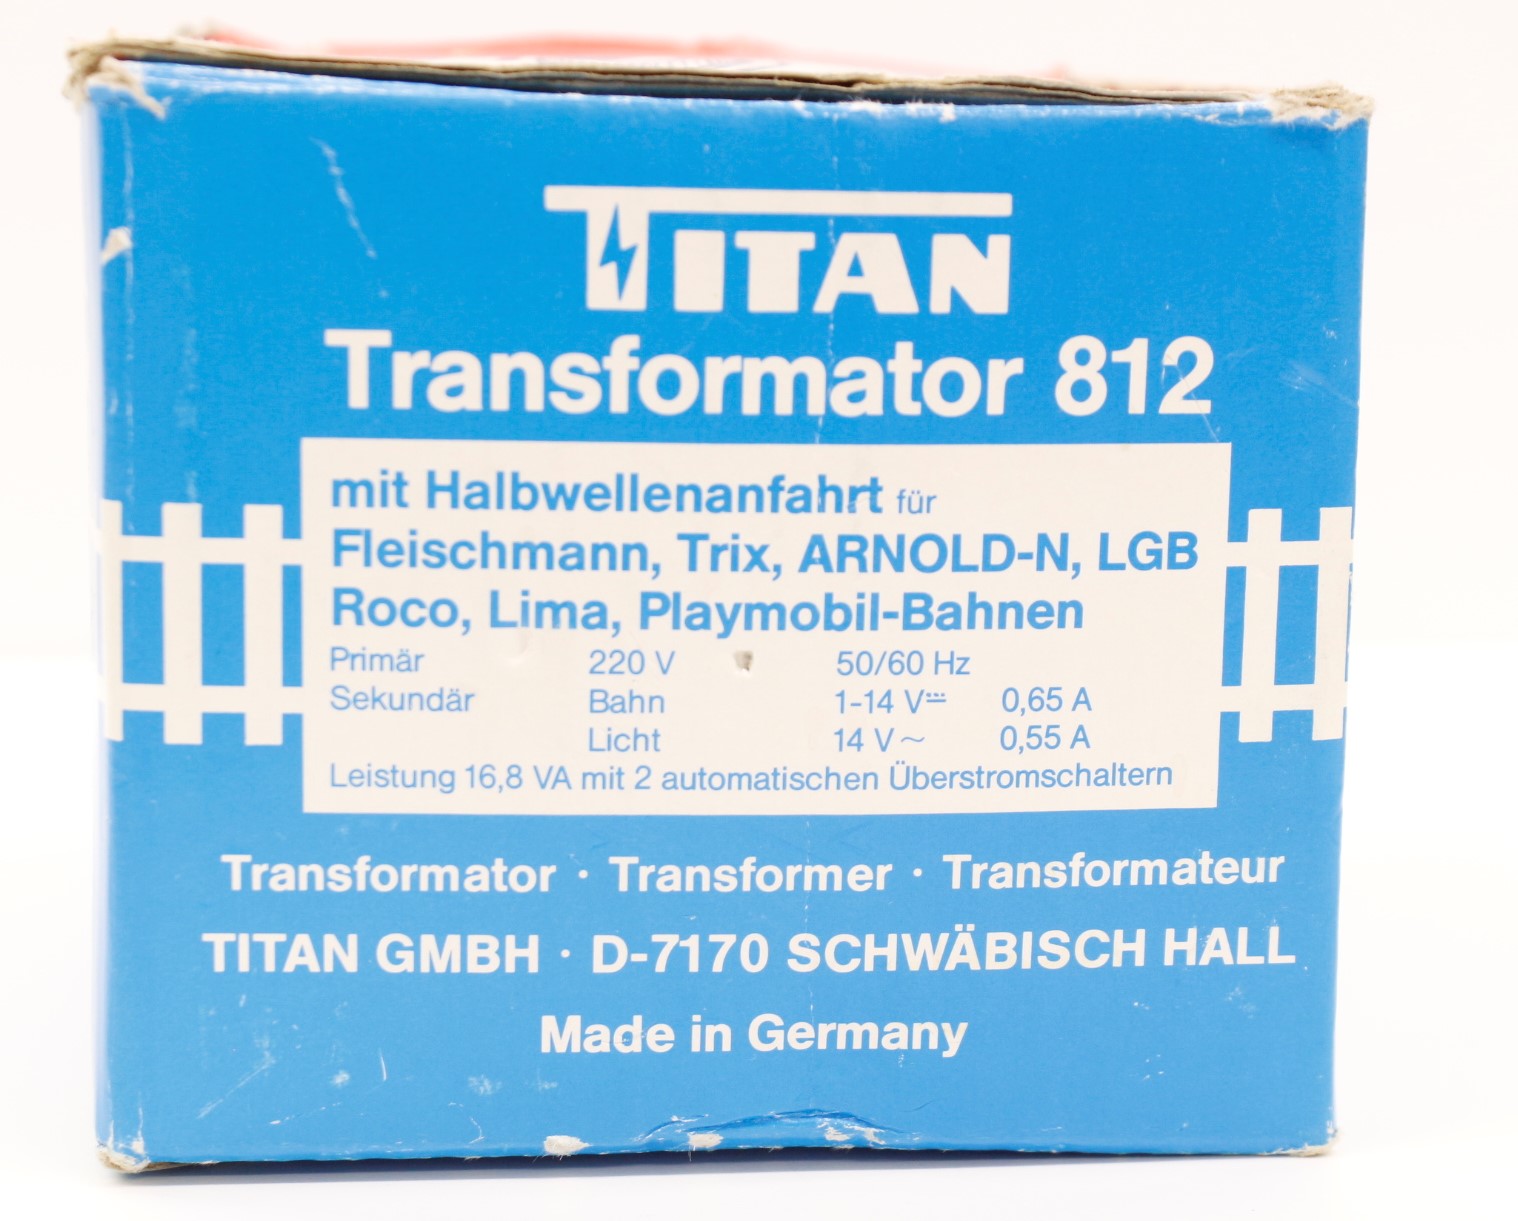 TITAN
Transformator 812
mit Halbwellenanfahrt für
Fleischmann, Trix, ARNOLD-N, LGB
Roco, Lima, Playmobil-Bahnen
Primär 220 V 50/60 Hz
Sekundär Bahn 1-14 V⎓ 0,65 A
Licht 14 V~ 0,55 A
Leistung 16,8 VA mit 2 automatischen Überstromschaltern
Transformator · Transformer · Transformateur
TITAN GMBH · D-7170 SCHWÄBISCH HALL
Made in Germany